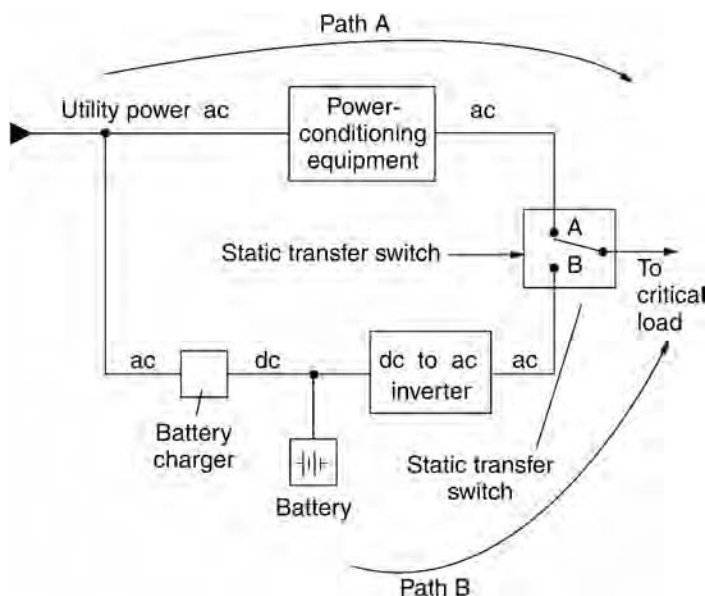 Path A
Utility power ac
Power-
conditioning
equipment
ac
A
Static transfer switch
B
To
critical
load
ac
dc
dc to ac
inverter
ac
Battery
charger
Battery
Static transfer
switch
Path B